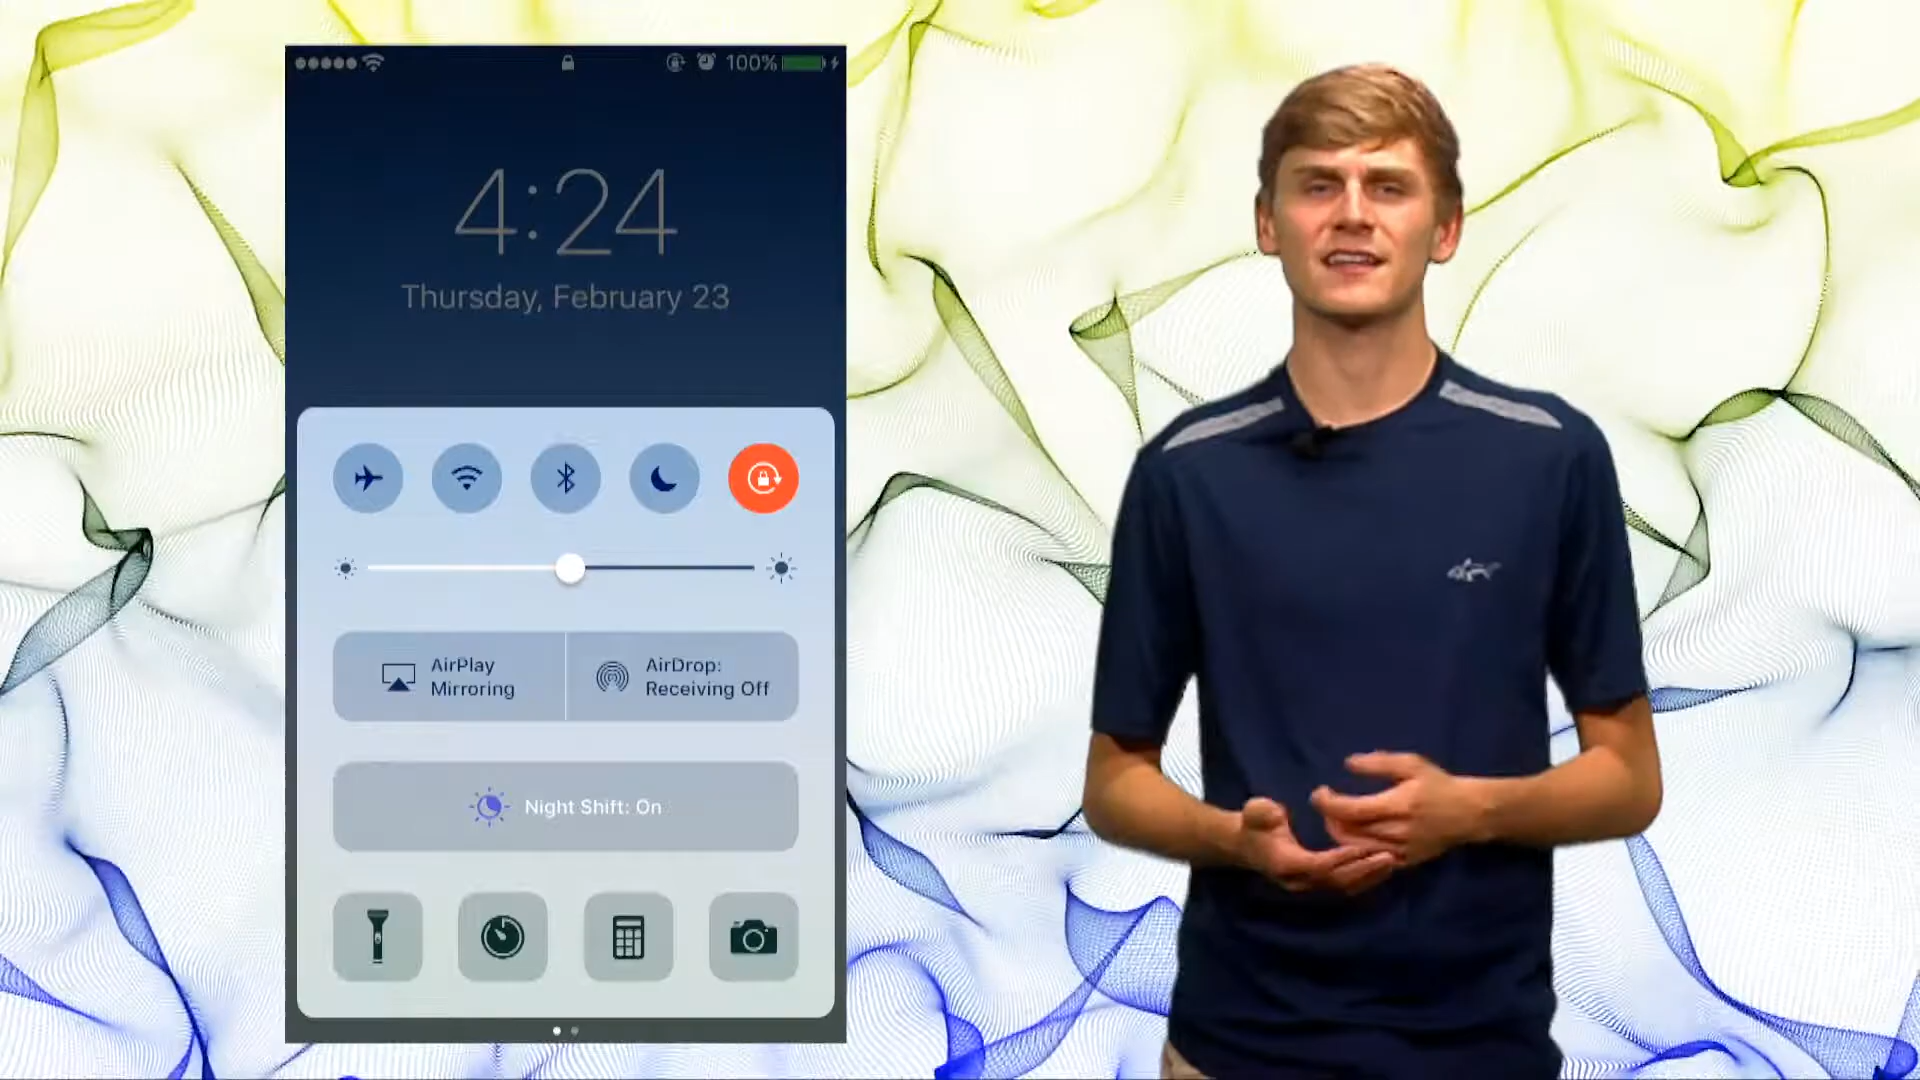 100%
4:24
Thursday, February 23
AirPlay
Mirroring
AirDrop:
Receiving Off
Night Shift: On